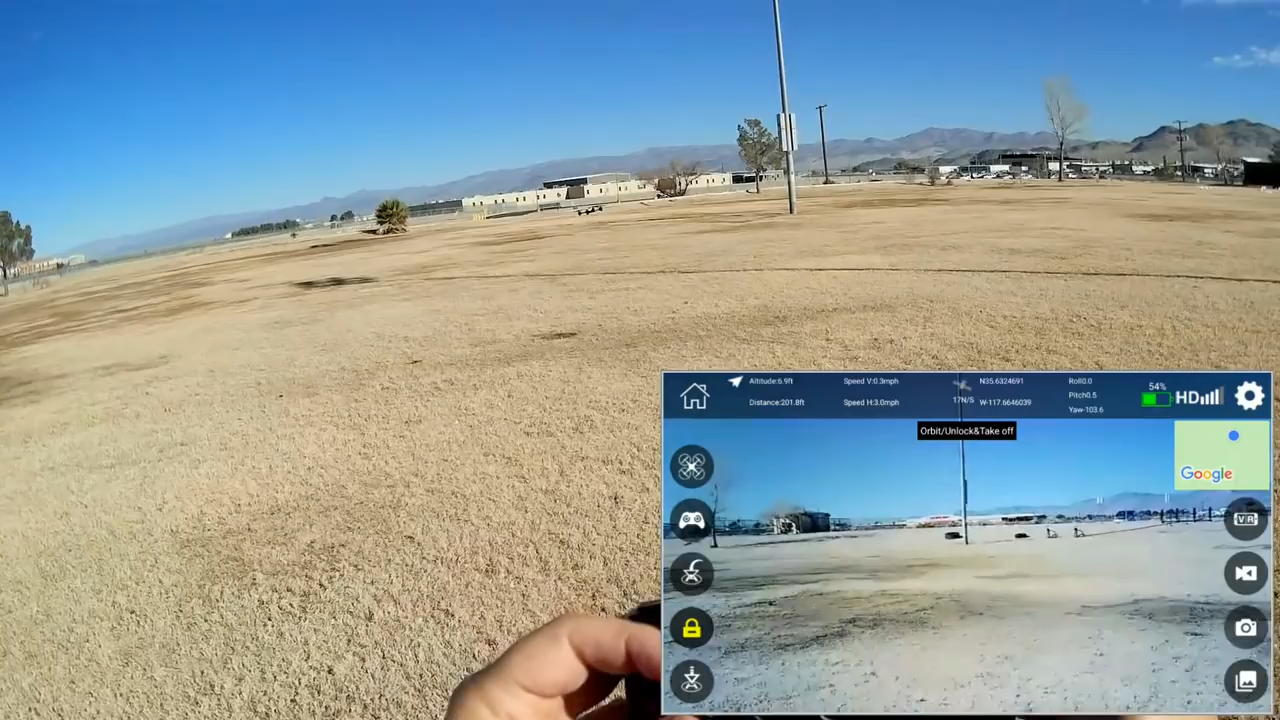 Altitude:6.9ft
Speed V:0.3mph
N35.6324691
Roll0.0
54%
HD
Distance:201.8ft
Speed H:3.0mph
17N/S
W-117.6646039
Pitch0.5
Yaw-103.6
Orbit/Unlock&Take off
Google
VR